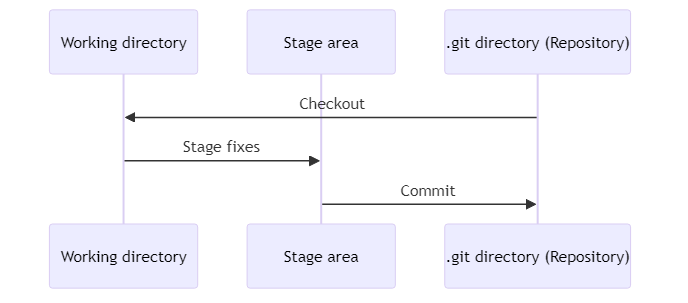 Working directory
Stage area
.git directory (Repository)
Checkout
Stage fixes
Commit
Working directory
Stage area
.git directory (Repository)